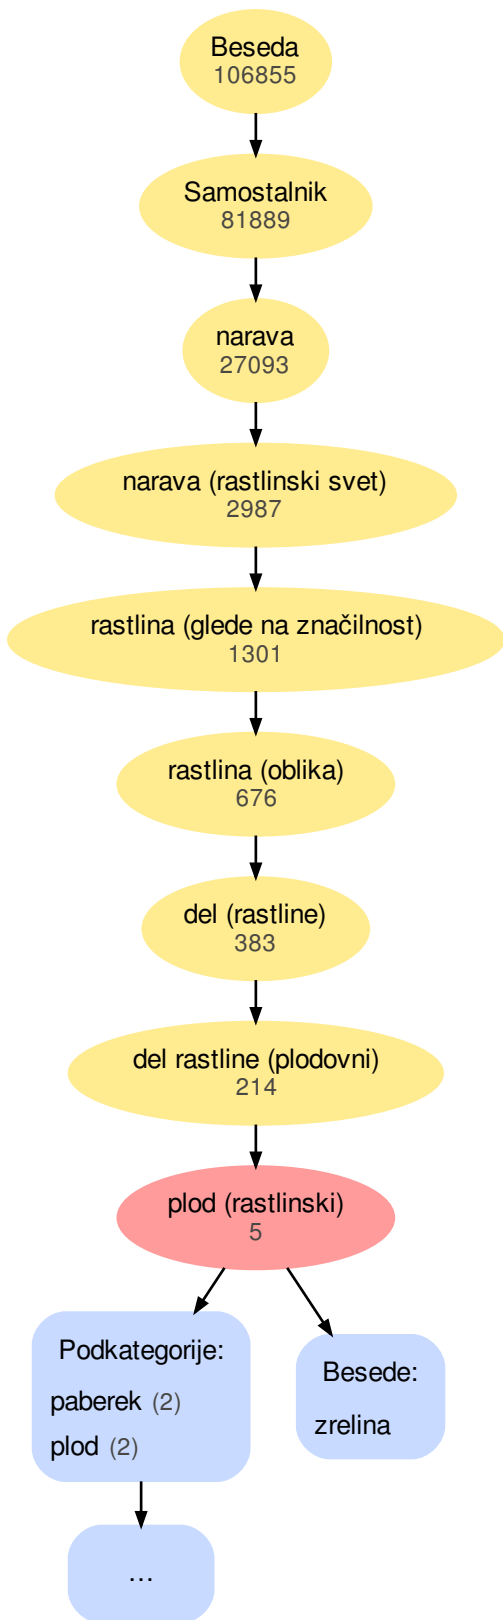 Beseda
106855
Samostalnik
81889
narava
27093
narava (rastlinski svet)
2987
rastlina (glede na značilnost)
1301
rastlina (oblika)
676
del (rastline)
383
del rastline (plodovni)
214
plod (rastlinski)
5
Podkategorije:
paberek (2)
plod (2)
Besede:
zrelina
…